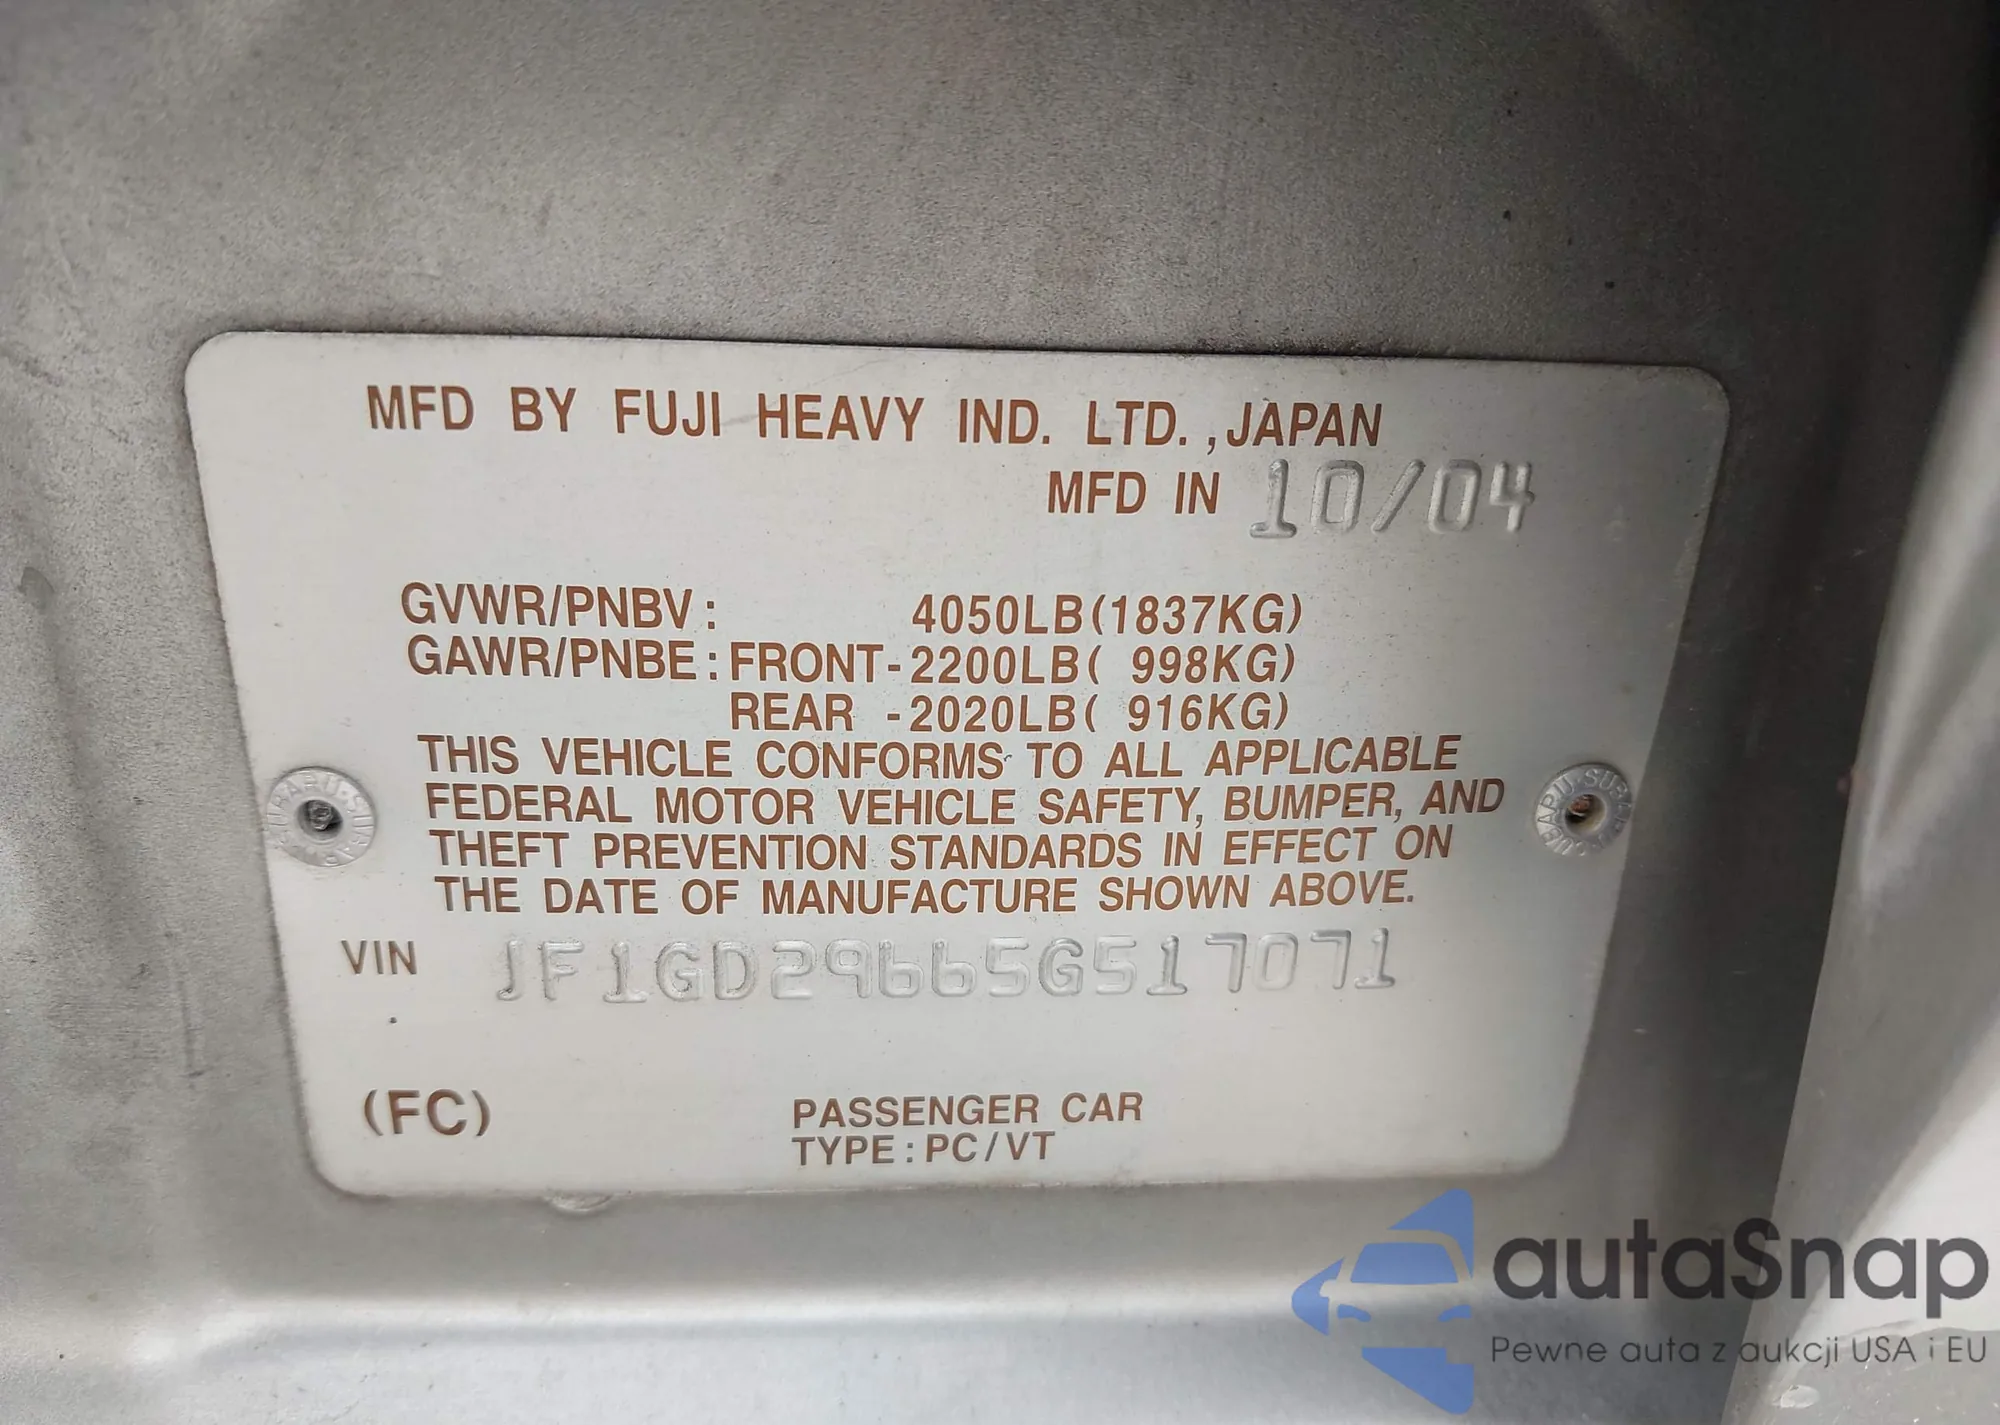 MFD BY FUJI HEAVY IND. LTD. ,JAPAN
MFD IN 10/04
GVWR/PNBV: 4050LB(1837KG)
GAWR/PNBE:FRONT-2200LB( 998KG)
REAR -2020LB( 916KG)
THIS VEHICLE CONFORMS TO ALL APPLICABLE
FEDERAL MOTOR VEHICLE SAFETY, BUMPER, AND
THEFT PREVENTION STANDARDS IN EFFECT ON
THE DATE OF MANUFACTURE SHOWN ABOVE.
VIN JF1GD29665G517071
(FC)
PASSENGER CAR
TYPE:PC/VT
autaSnap
Pewne auta z aukcji USA i EU